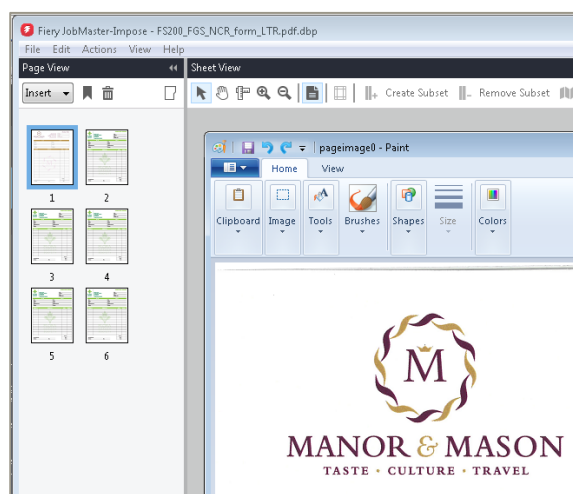 Fiery JobMaster-Impose - FS200_FGS_NCR_form_LTR.pdf.dbp
File Edit Actions View Help
Page View
Sheet View
Insert
Create Subset
Remove Subset
1
2
3
4
5
6
pageimage0 - Paint
Home
View
Clipboard
Image
Tools
Brushes
Shapes
Size
Colors
M
MANOR & MASON
TASTE · CULTURE · TRAVEL